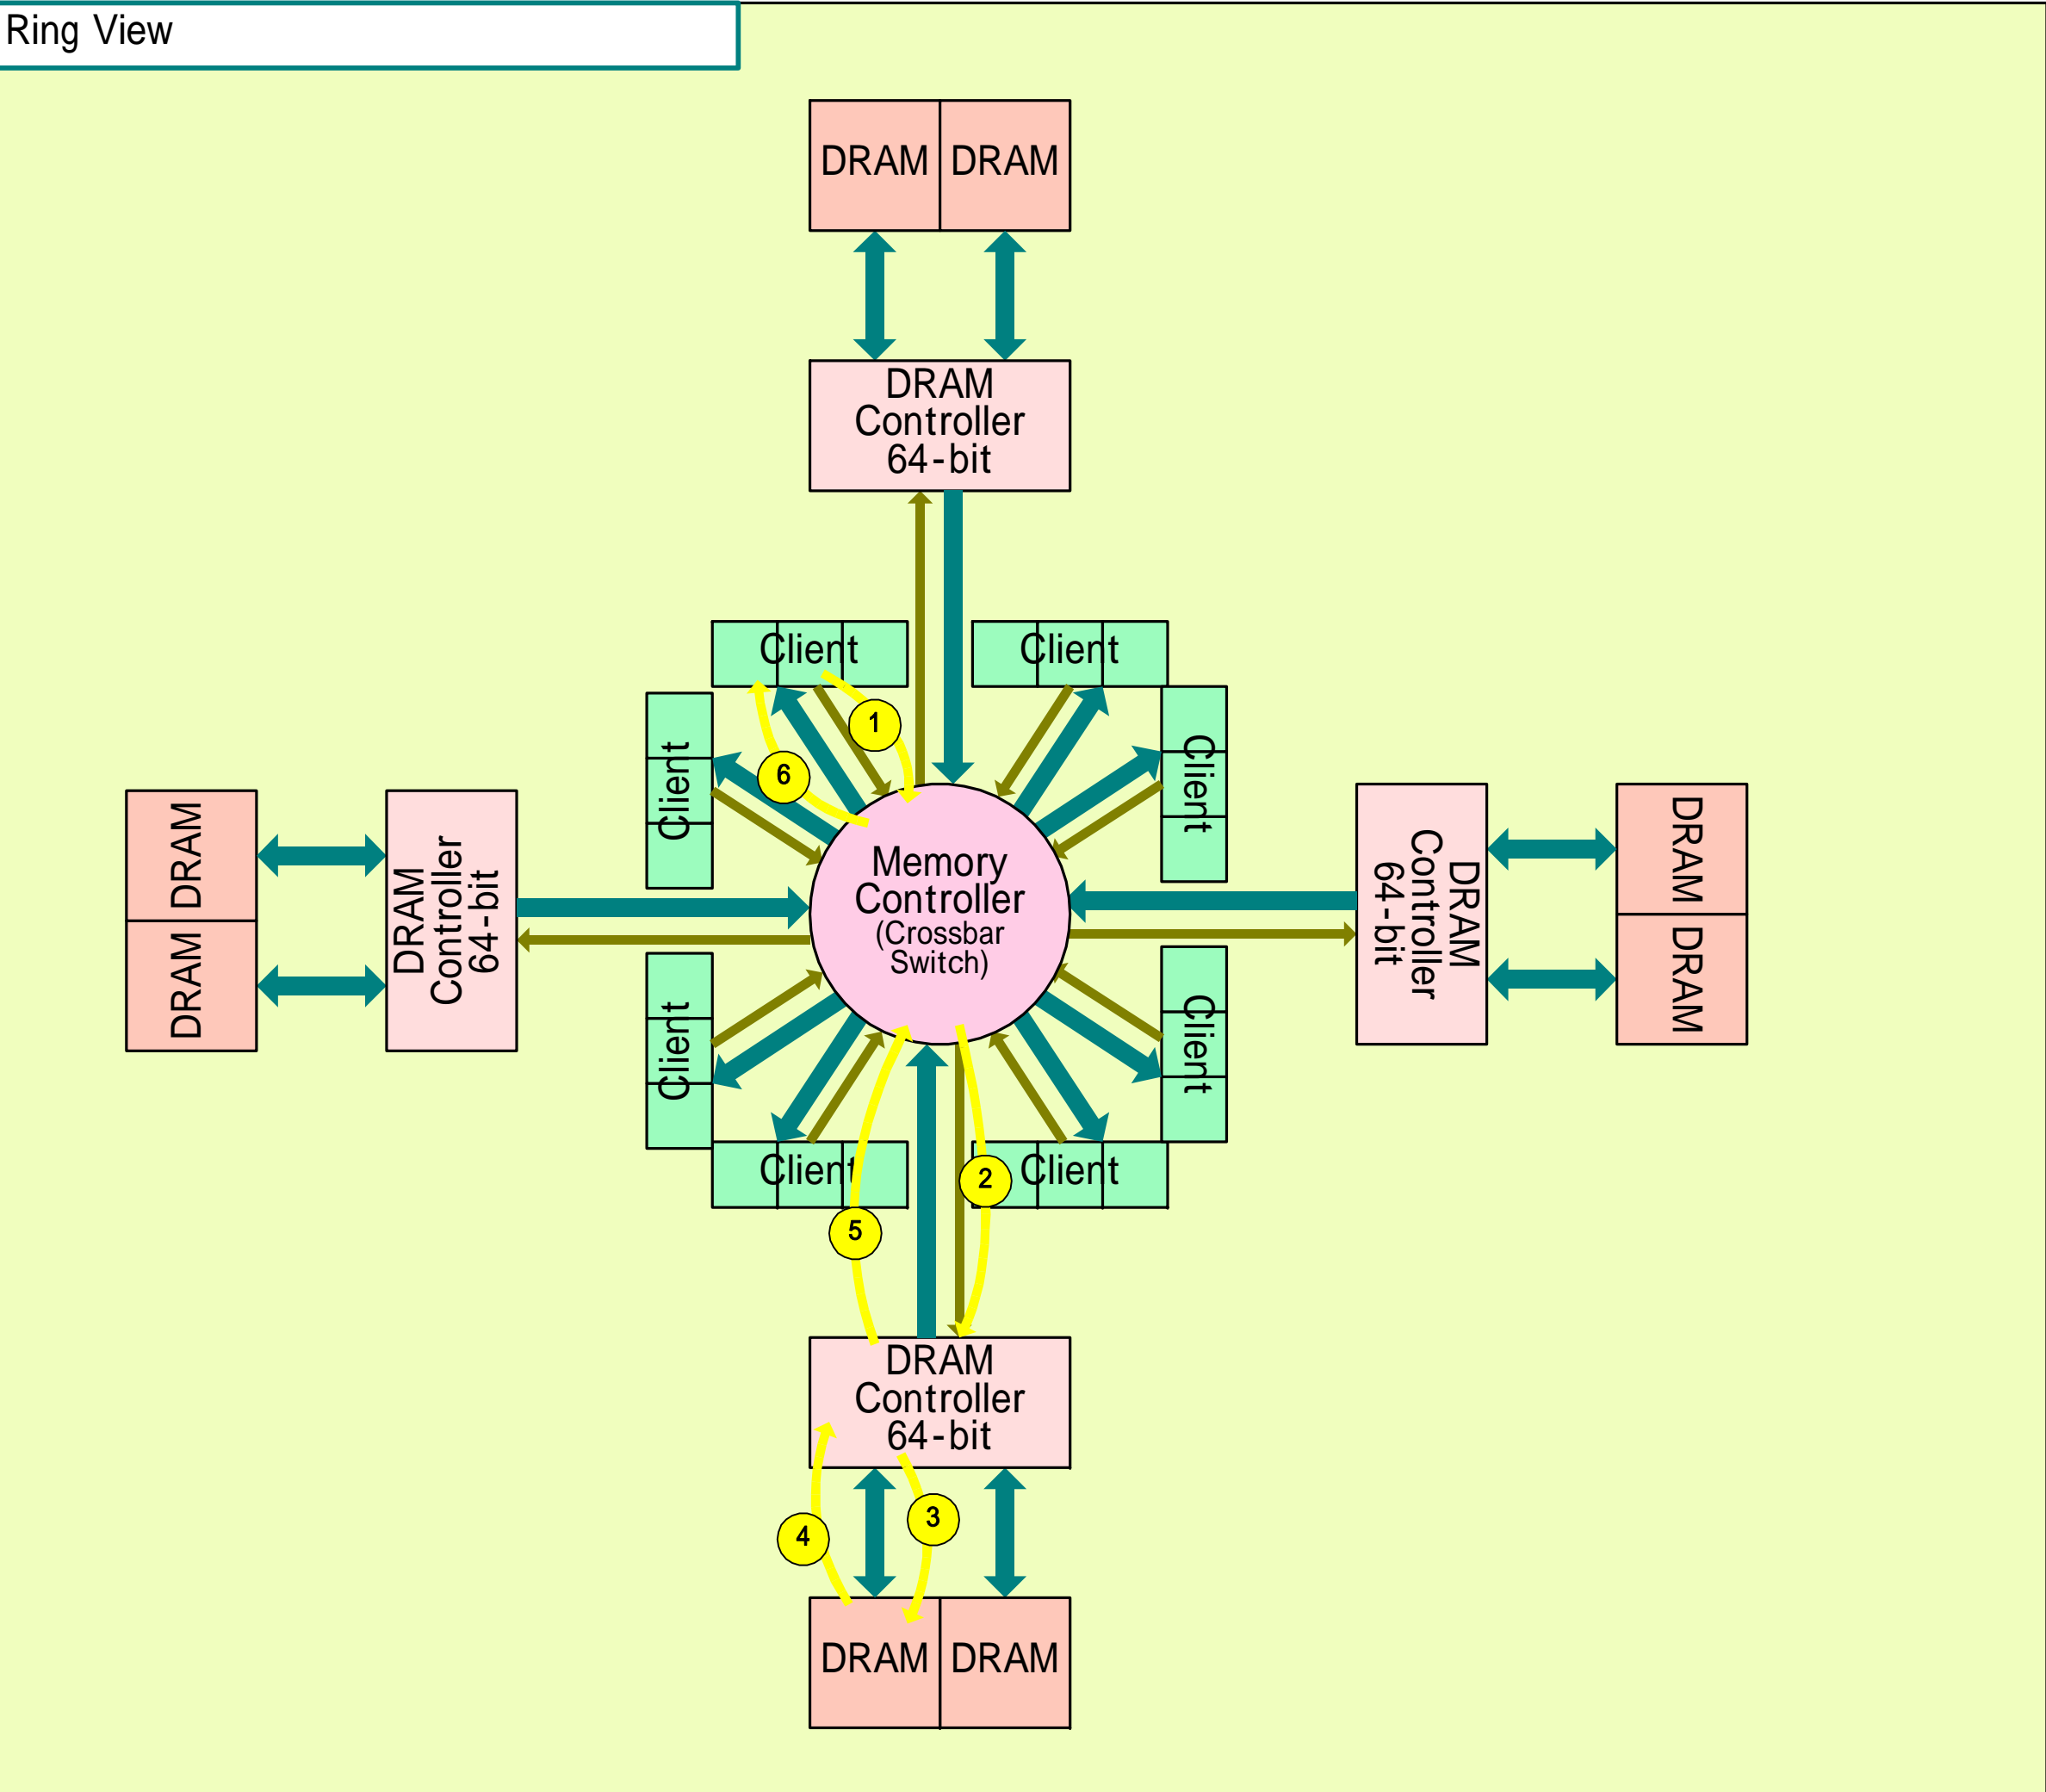 Ring View
DRAM DRAM
DRAM
Controller
64-bit
Client Client
1
6
Client
Client
DRAM
DRAM
DRAM
Controller
64-bit
Memory
Controller
(Crossbar
Switch)
DRAM
Controller
64-bit
DRAM
DRAM
Client
Client
Client Client
2
5
DRAM
Controller
64-bit
3
4
DRAM DRAM